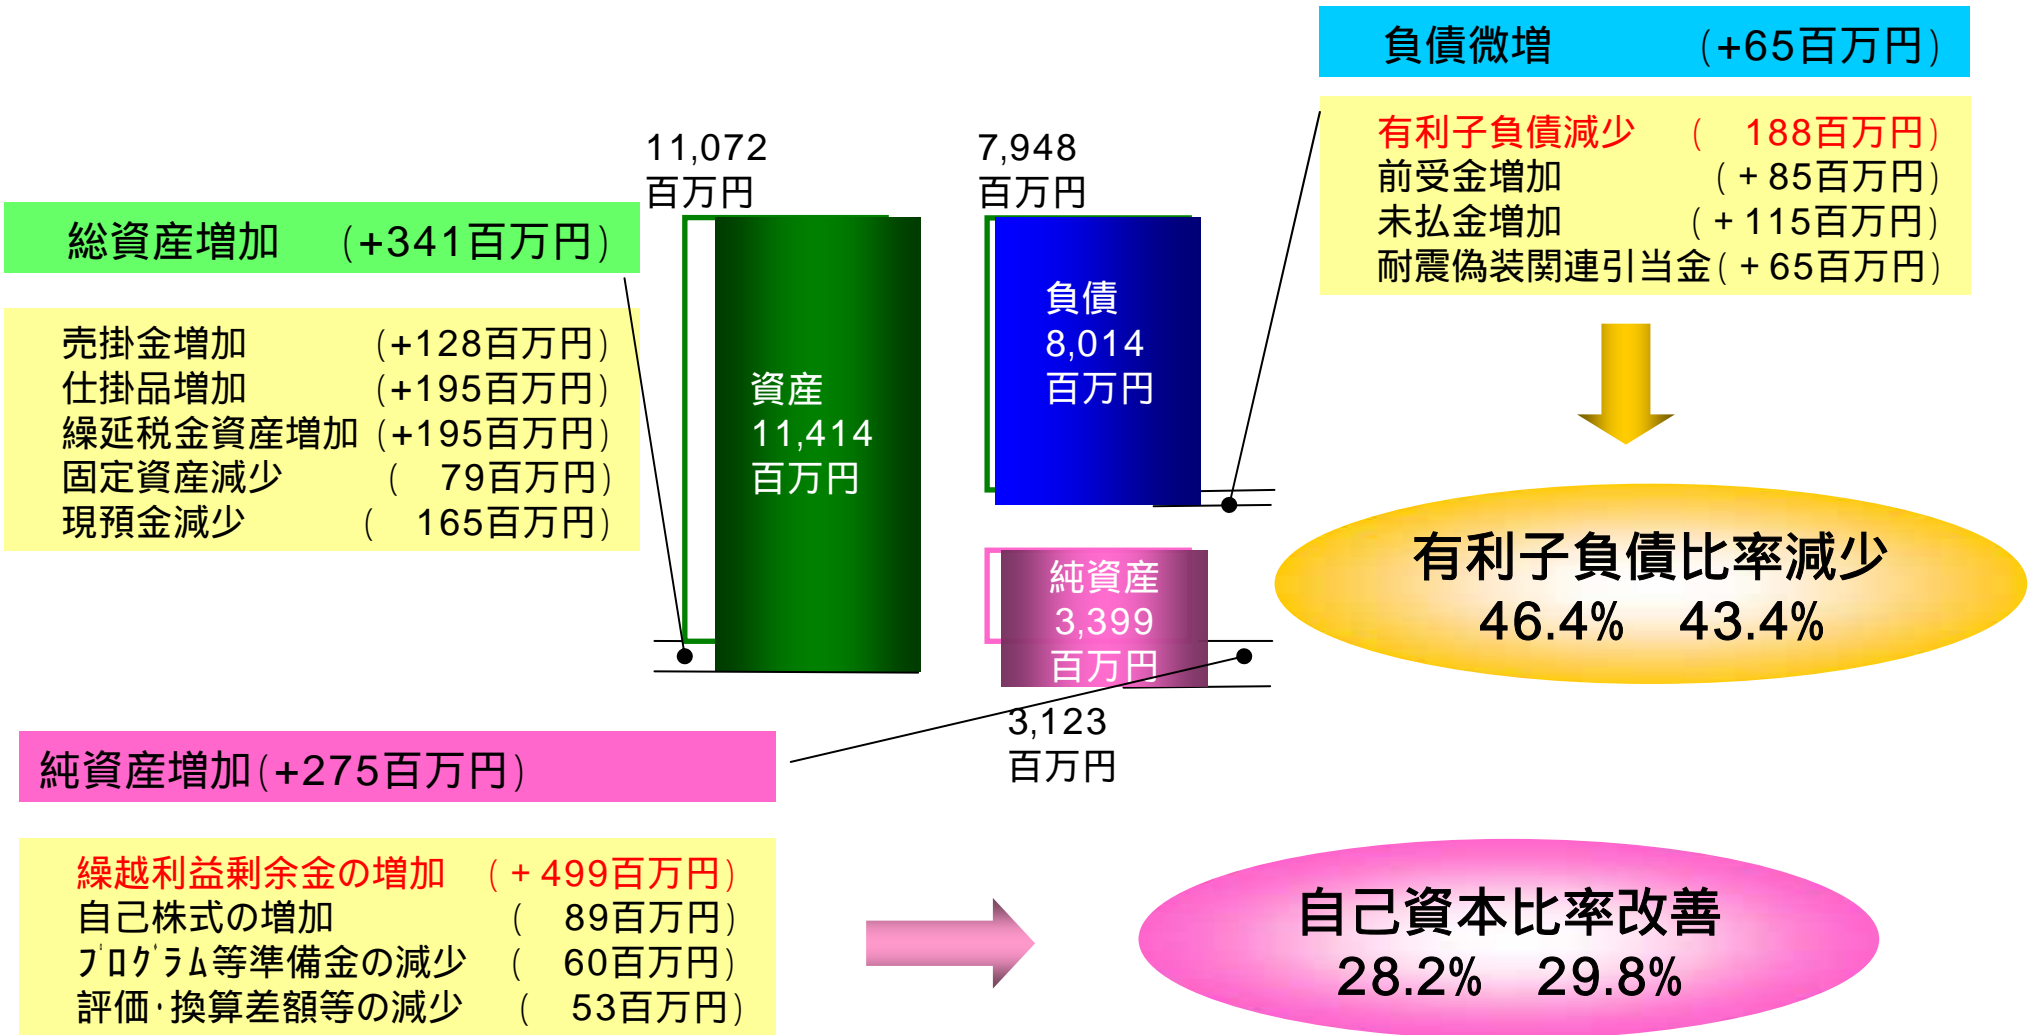 負債微増 (+65百万円)
有利子負債減少 ( 188百万円)
前受金増加 (+85百万円)
未払金増加 (+115百万円)
耐震偽装関連引当金(+65百万円)
11,072
百万円
7,948
百万円
総資産増加 (+341百万円)
売掛金増加 (+128百万円)
仕掛品増加 (+195百万円)
繰延税金資産増加 (+195百万円)
固定資産減少 ( 79百万円)
現預金減少 ( 165百万円)
資産
11,414
百万円
負債
8,014
百万円
純資産
3,399
百万円
3,123
百万円
有利子負債比率減少
46.4% 43.4%
純資産増加(+275百万円)
繰越利益剰余金の増加 (+499百万円)
自己株式の増加 ( 89百万円)
ﾌﾟﾛｸﾞﾗﾑ等準備金の減少 ( 60百万円)
評価･換算差額等の減少 ( 53百万円)
自己資本比率改善
28.2% 29.8%